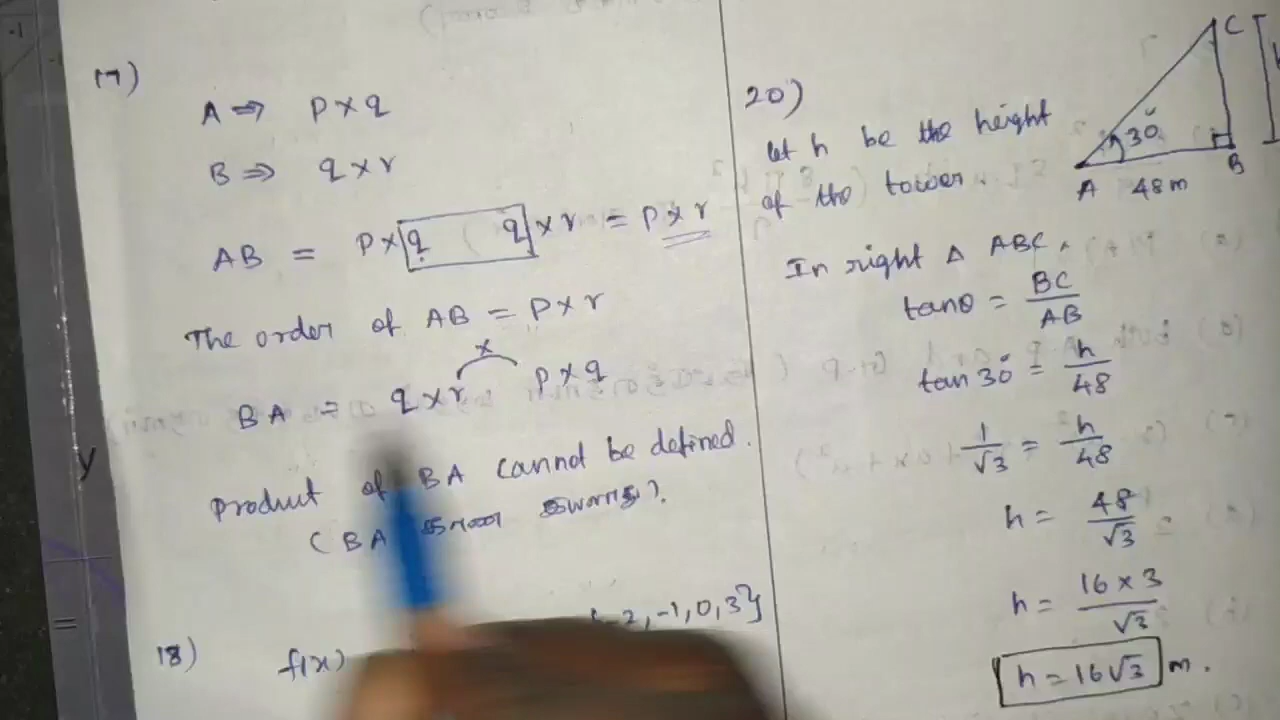 17)
A ⇒ p × q
B ⇒ q × r
AB = p × q q × r = p × r
The order of AB = p × r
x
BA = q × r p × q
product of BA cannot be defined.
( BA காண இயலாது ).
18)
f(x)
-2, -1, 0, 3}
20)
let h be the height
of the tower.
C
30°
A 48m B
h
In right Δ ABC,
tanθ = BC/AB
tan 30° = h/48
1/√3 = h/48
h = 48/√3
h = 16 × 3/√3
h = 16√3 m.
-1
y
=